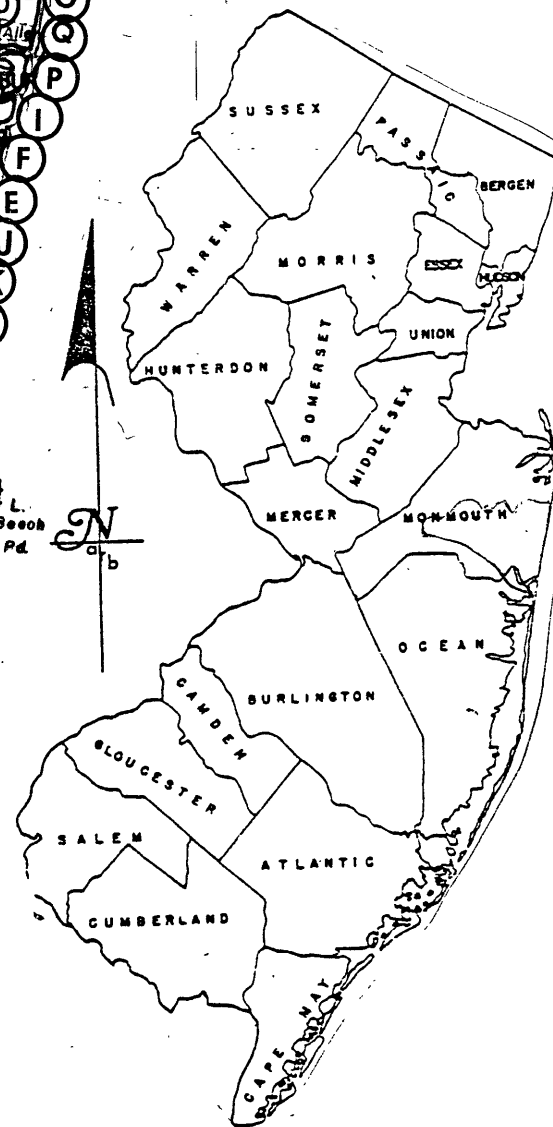 Q
P
I
F
E
U
SUSSEX
PASSAIC
BERGEN
WARREN
MORRIS
ESSEX
HUDSON
UNION
HUNTERDON
SOMERSET
MIDDLESEX
L.
Beach
Pd.
N
a b
MERCER
MONMOUTH
OCEAN
BURLINGTON
CAMDEN
GLOUCESTER
SALEM
ATLANTIC
CUMBERLAND
CAPE MAY